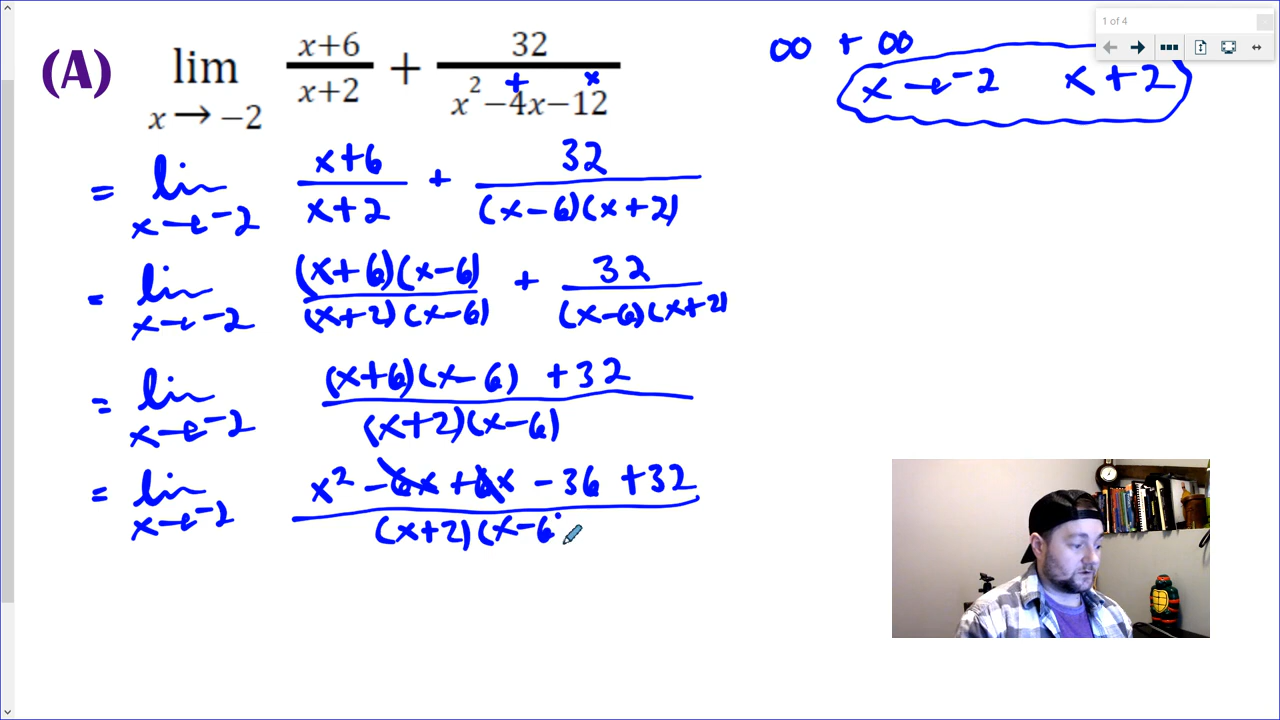 1 of 4
(A) lim x→−2 x+6/x+2 + 32/x²−4x−12
+ x
∞ + ∞
x→−2 x+2
= lim x→−2 x+6/x+2 + 32/(x−6)(x+2)
= lim x→−2 (x+6)(x−6)/(x+2)(x−6) + 32/(x−6)(x+2)
= lim x→−2 (x+6)(x−6) +32/(x+2)(x−6)
= lim x→−2 x² −6x +6x −36 +32/(x+2)(x−6